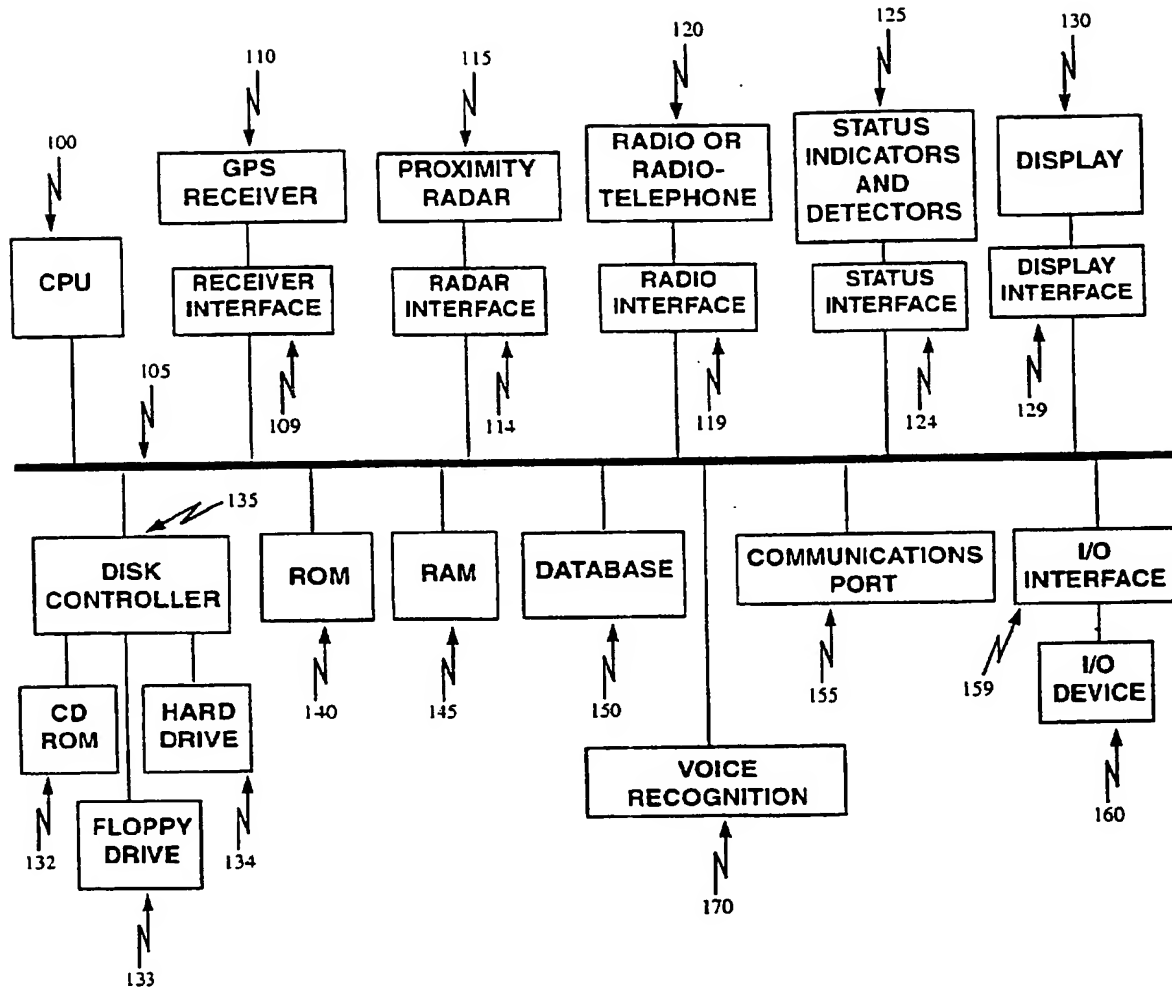 110
115
120
125
130
100
GPS
RECEIVER
PROXIMITY
RADAR
RADIO OR
RADIO-
TELEPHONE
STATUS
INDICATORS
AND
DETECTORS
DISPLAY
CPU
RECEIVER
INTERFACE
RADAR
INTERFACE
RADIO
INTERFACE
STATUS
INTERFACE
DISPLAY
INTERFACE
105
109
114
119
124
129
135
DISK
CONTROLLER
ROM
RAM
DATABASE
COMMUNICATIONS
PORT
I/O
INTERFACE
140
145
150
155
159
I/O
DEVICE
CD
ROM
HARD
DRIVE
VOICE
RECOGNITION
160
132
FLOPPY
DRIVE
134
170
133